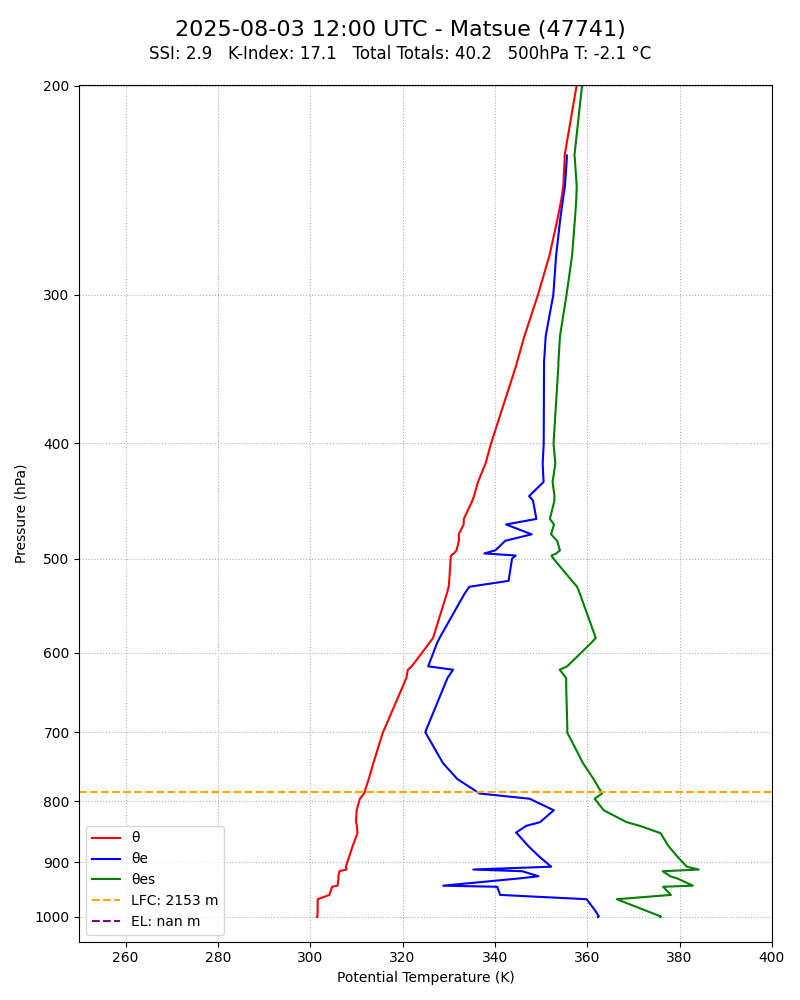 2025-08-03 12:00 UTC - Matsue (47741)
SSI: 2.9 K-Index: 17.1 Total Totals: 40.2 500hPa T: -2.1 °C
Pressure (hPa)
200
300
400
500
600
700
800
900
1000
θ
θe
θes
LFC: 2153 m
EL: nan m
260 280 300 320 340 360 380 400
Potential Temperature (K)